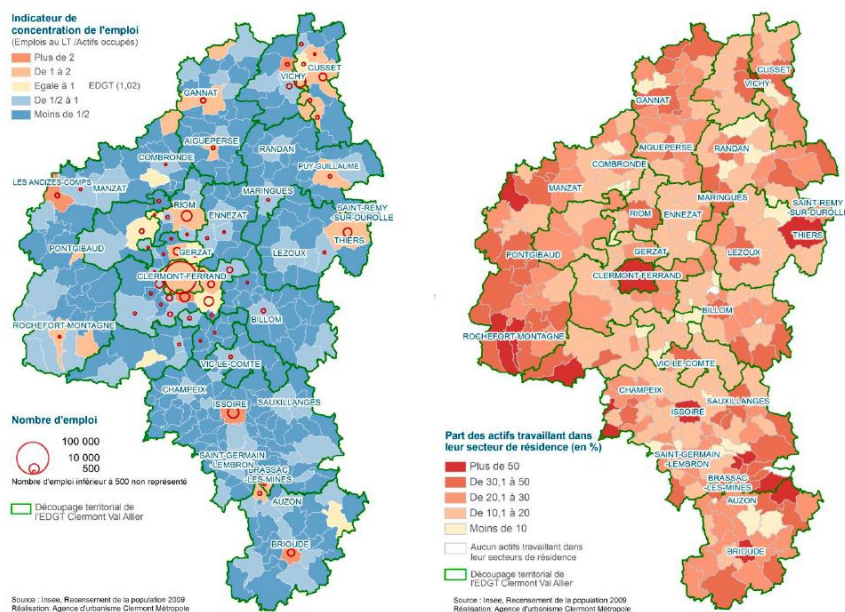 Indicateur de
concentration de l'emploi
(Emplois au LT /Actifs occupés)
Plus de 2
De 1 à 2
Egale à 1 EDGT (1,02)
De 1/2 à 1
Moins de 1/2
VICHY
CUSSET
GANNAT
AIGUEPERSE
RANDAN
COMBRONDE
PUY-GUILLAUME
LES ANCIZES-COMPS
MANZAT
MARINGUES
RIOM
ENNEZAT
SAINT-REMY
-SUR-DUROLLE
THIERS
PONTGIBAUD
GERZAT
LEZOUX
CLERMONT-FERRAND
ROCHEFORT-MONTAGNE
BILLOM
VIC-LE-COMTE
CHAMPEIX
SAUXILLANGES
ISSOIRE
SAINT-GERMAIN
-LEMBRON
BRASSAC
-LES-MINES
AUZON
BRIOUDE
Nombre d'emploi
100 000
10 000
500
Nombre d'emploi inférieur à 500 non représenté
Découpage territorial de
l'EDGT Clermont Val Allier
Source : Insee, Recensement de la population 2009
Réalisation: Agence d'urbanisme Clermont Métropole
CUSSET
VICHY
GANNAT
AIGUEPERSE
RANDAN
COMBRONDE
MANZAT
MARINGUES
SAINT-REMY
-SUR-DUROLLE
RIOM
ENNEZAT
THIERS
PONTGIBAUD
GERZAT
LEZOUX
CLERMONT-FERRAND
BILLOM
ROCHEFORT-MONTAGNE
VIC-LE-COMTE
CHAMPEIX
SAUXILLANGES
ISSOIRE
SAINT-GERMAIN
-LEMBRON
BRASSAC
-LES-MINES
AUZON
BRIOUDE
Part des actifs travaillant dans
leur secteur de résidence (en %)
Plus de 50
De 30,1 à 50
De 20,1 à 30
De 10,1 à 20
Moins de 10
Aucun actifs travaillant dans
leur secteurs de résidence
Découpage territorial de
l'EDGT Clermont Val Allier
Source : Insee, Recensement de la population 2009
Réalisation: Agence d'urbanisme Clermont Métropole